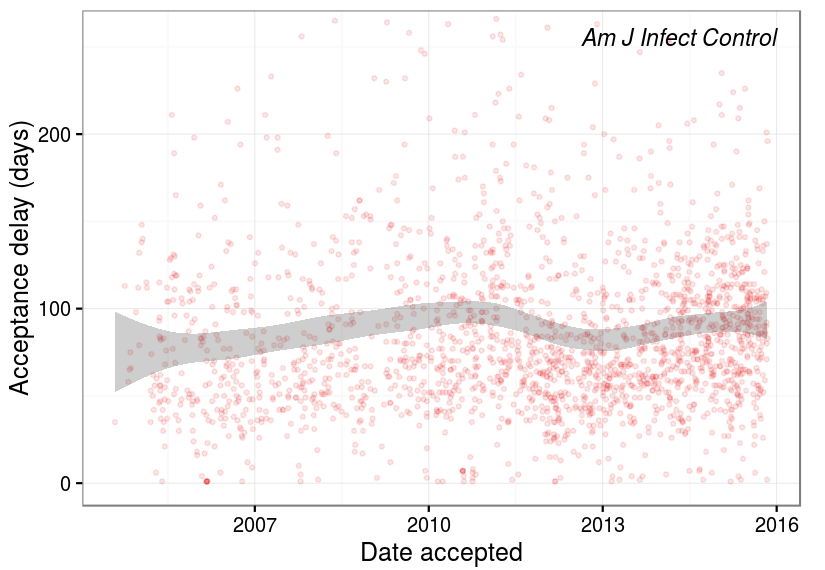 Am J Infect Control
Acceptance delay (days)
200
100
0
2007
2010
2013
2016
Date accepted